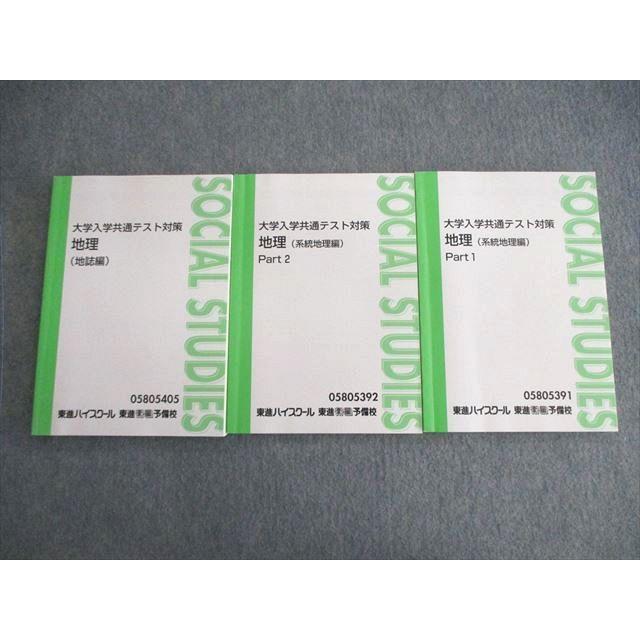 大学入学共通テスト対策
地理
(地誌編)
SOCIAL STUDIES
05805405
東進ハイスクール 東進衛星予備校
大学入学共通テスト対策
地理(系統地理編)
Part 2
SOCIAL STUDIES
05805392
東進ハイスクール 東進衛星予備校
大学入学共通テスト対策
地理(系統地理編)
Part 1
SOCIAL STUDIES
05805391
東進ハイスクール 東進衛星予備校